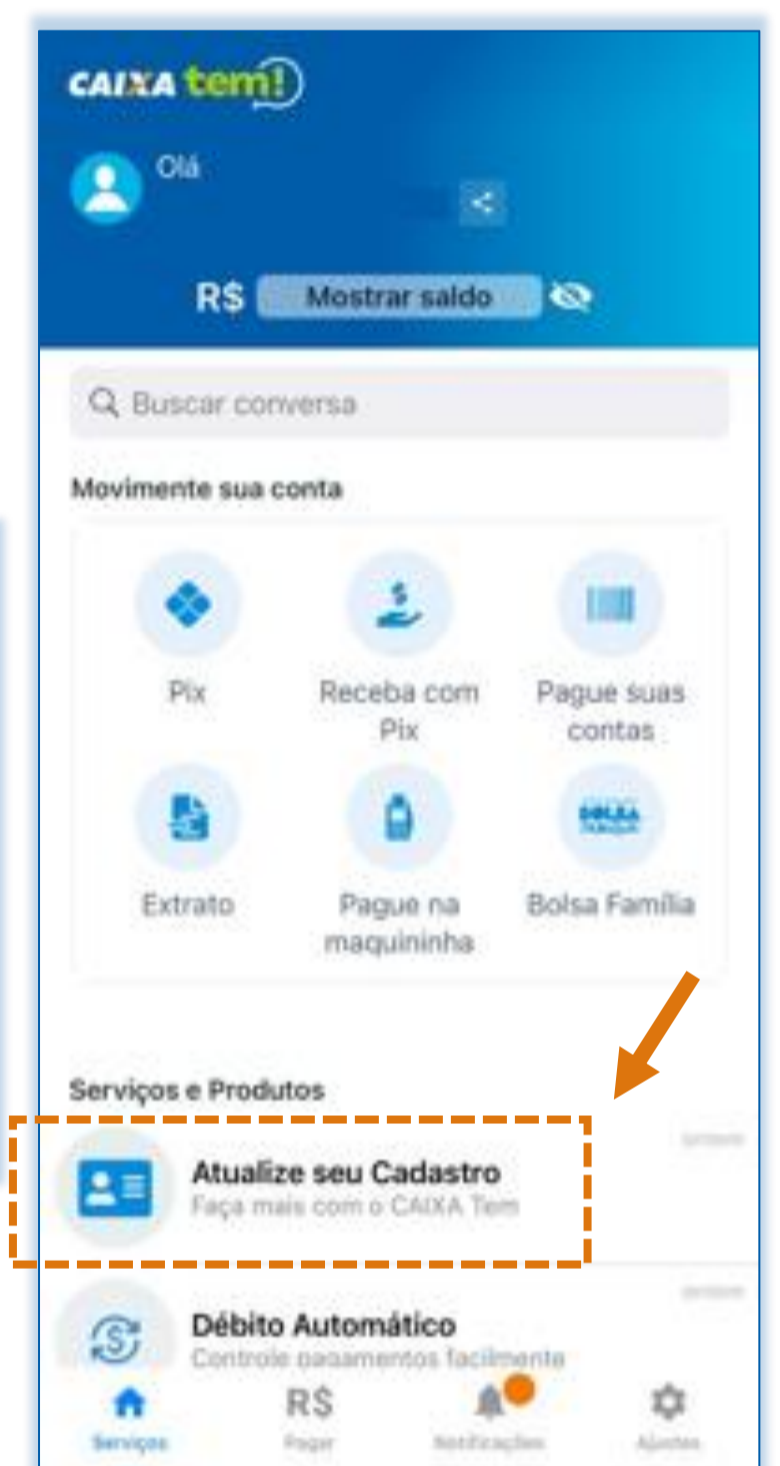 CAIXA tem!
Olá
R$ Mostrar saldo
Buscar conversa
Movimente sua conta
Pix
Receba com
Pix
Pague suas
contas
Extrato
Pague na
maquininha
BOLSA
Bolsa Família
Serviços e Produtos
Atualize seu Cadastro
Faça mais com o CAIXA Tem
Débito Automático
Controle pagamentos facilmente
R$
Serviços
Pagar
Notificações
Ajustes